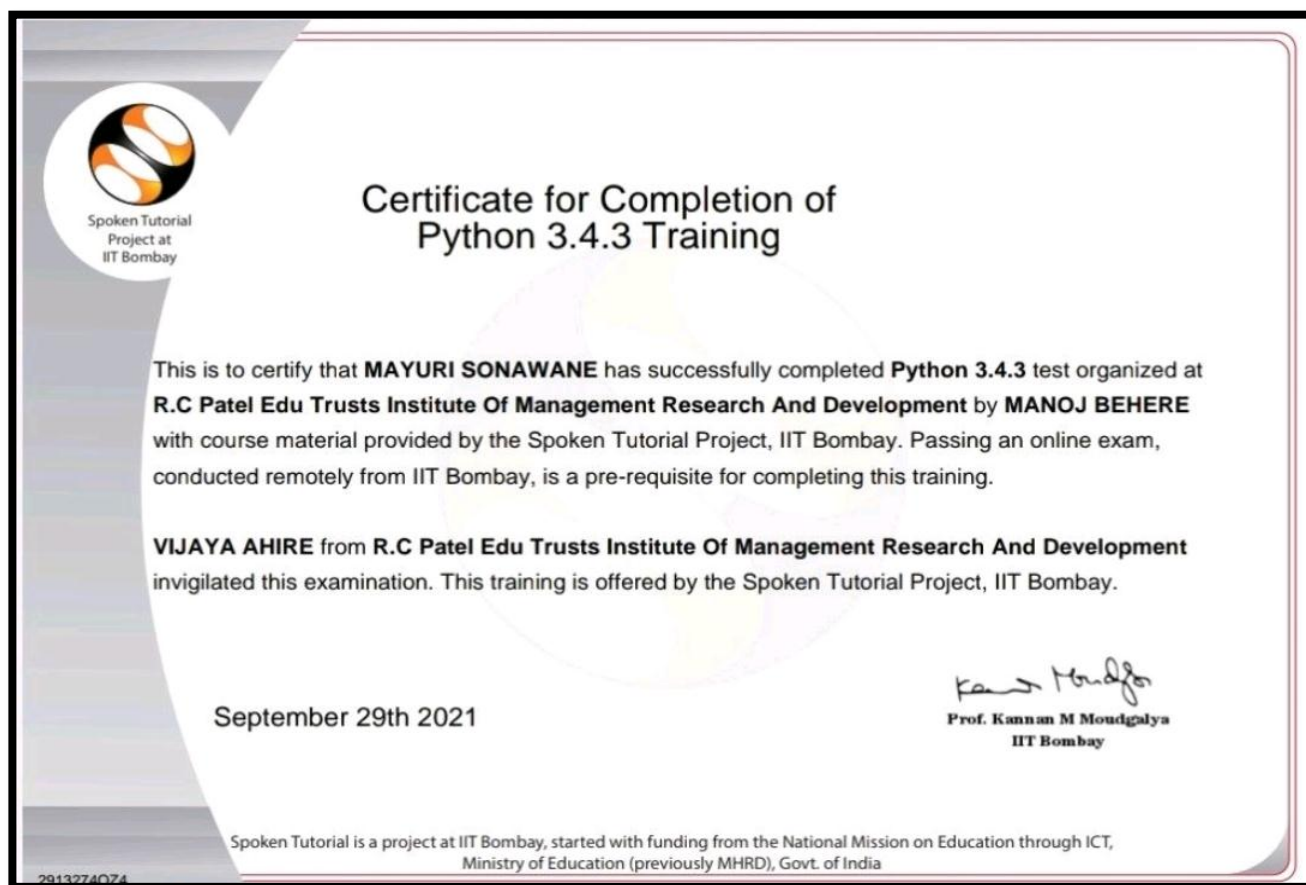 Spoken Tutorial
Project at
IIT Bombay
Certificate for Completion of
Python 3.4.3 Training
This is to certify that MAYURI SONAWANE has successfully completed Python 3.4.3 test organized at
R.C Patel Edu Trusts Institute Of Management Research And Development by MANOJ BEHERE
with course material provided by the Spoken Tutorial Project, IIT Bombay. Passing an online exam,
conducted remotely from IIT Bombay, is a pre-requisite for completing this training.
VIJAYA AHIRE from R.C Patel Edu Trusts Institute Of Management Research And Development
invigilated this examination. This training is offered by the Spoken Tutorial Project, IIT Bombay.
September 29th 2021
Prof. Kannan M Moudgalya
IIT Bombay
Spoken Tutorial is a project at IIT Bombay, started with funding from the National Mission on Education through ICT,
Ministry of Education (previously MHRD), Govt. of India